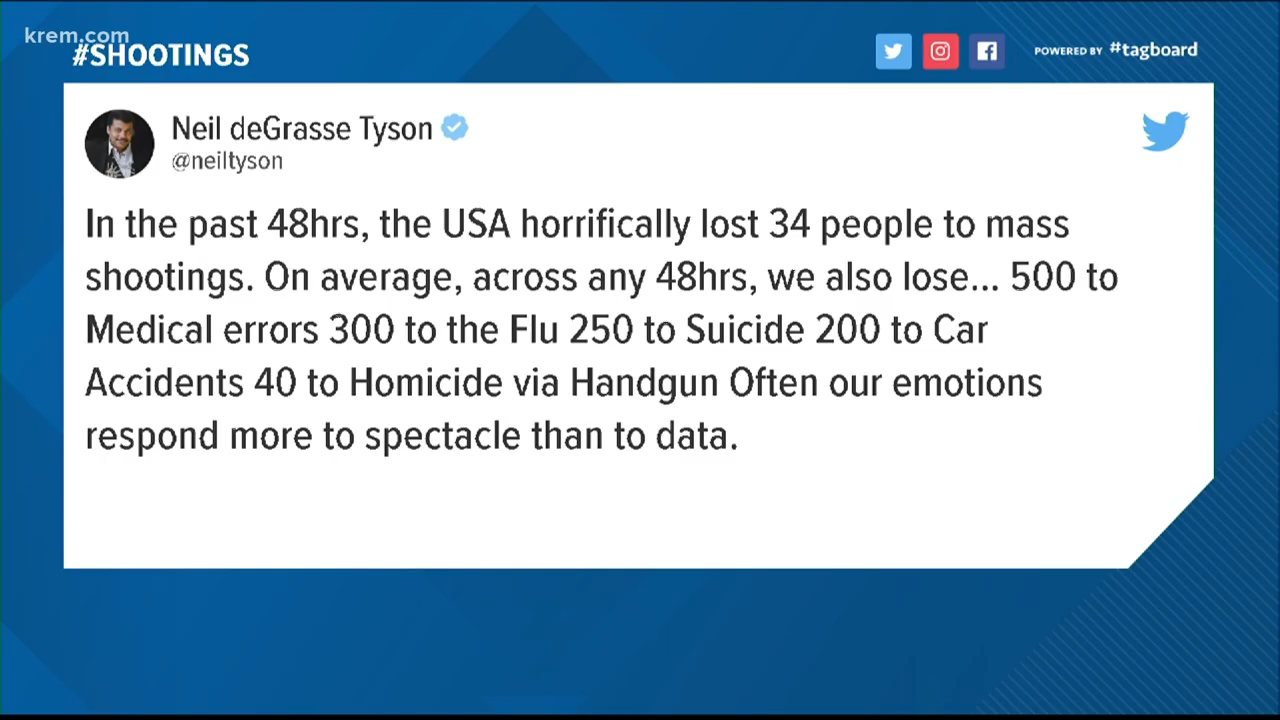 krem.com
#SHOOTINGS
POWERED BY #tagboard
Neil deGrasse Tyson
@neiltyson
In the past 48hrs, the USA horrifically lost 34 people to mass
shootings. On average, across any 48hrs, we also lose... 500 to
Medical errors 300 to the Flu 250 to Suicide 200 to Car
Accidents 40 to Homicide via Handgun Often our emotions
respond more to spectacle than to data.